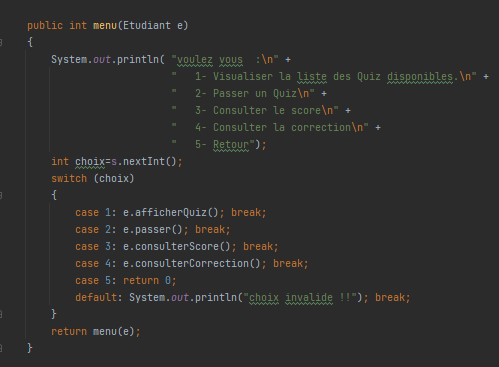 public int menu(Etudiant e)
{
System.out.println( "voulez vous  :\n" +
"   1- Visualiser la liste des Quiz disponibles.\n" +
"   2- Passer un Quiz\n" +
"   3- Consulter le score\n" +
"   4- Consulter la correction\n" +
"   5- Retour");
int choix=s.nextInt();
switch (choix)
{
case 1: e.afficherQuiz(); break;
case 2: e.passer(); break;
case 3: e.consulterScore(); break;
case 4: e.consulterCorrection(); break;
case 5: return 0;
default: System.out.println("choix invalide !!"); break;
}
return menu(e);
}